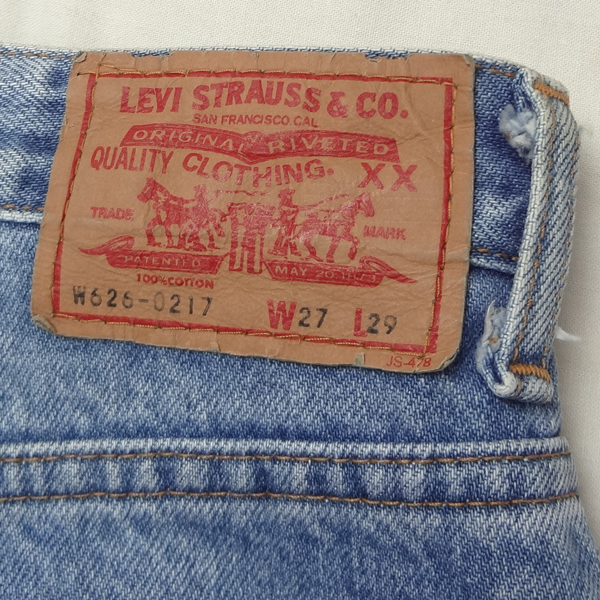 LEVI STRAUSS & CO.
SAN FRANCISCO CAL
ORIGINAL RIVETED
QUALITY CLOTHING. XX
TRADE MARK
PATENTED MAY 20 1873
100% COTTON
W626-0217 W27 L29
JS-478